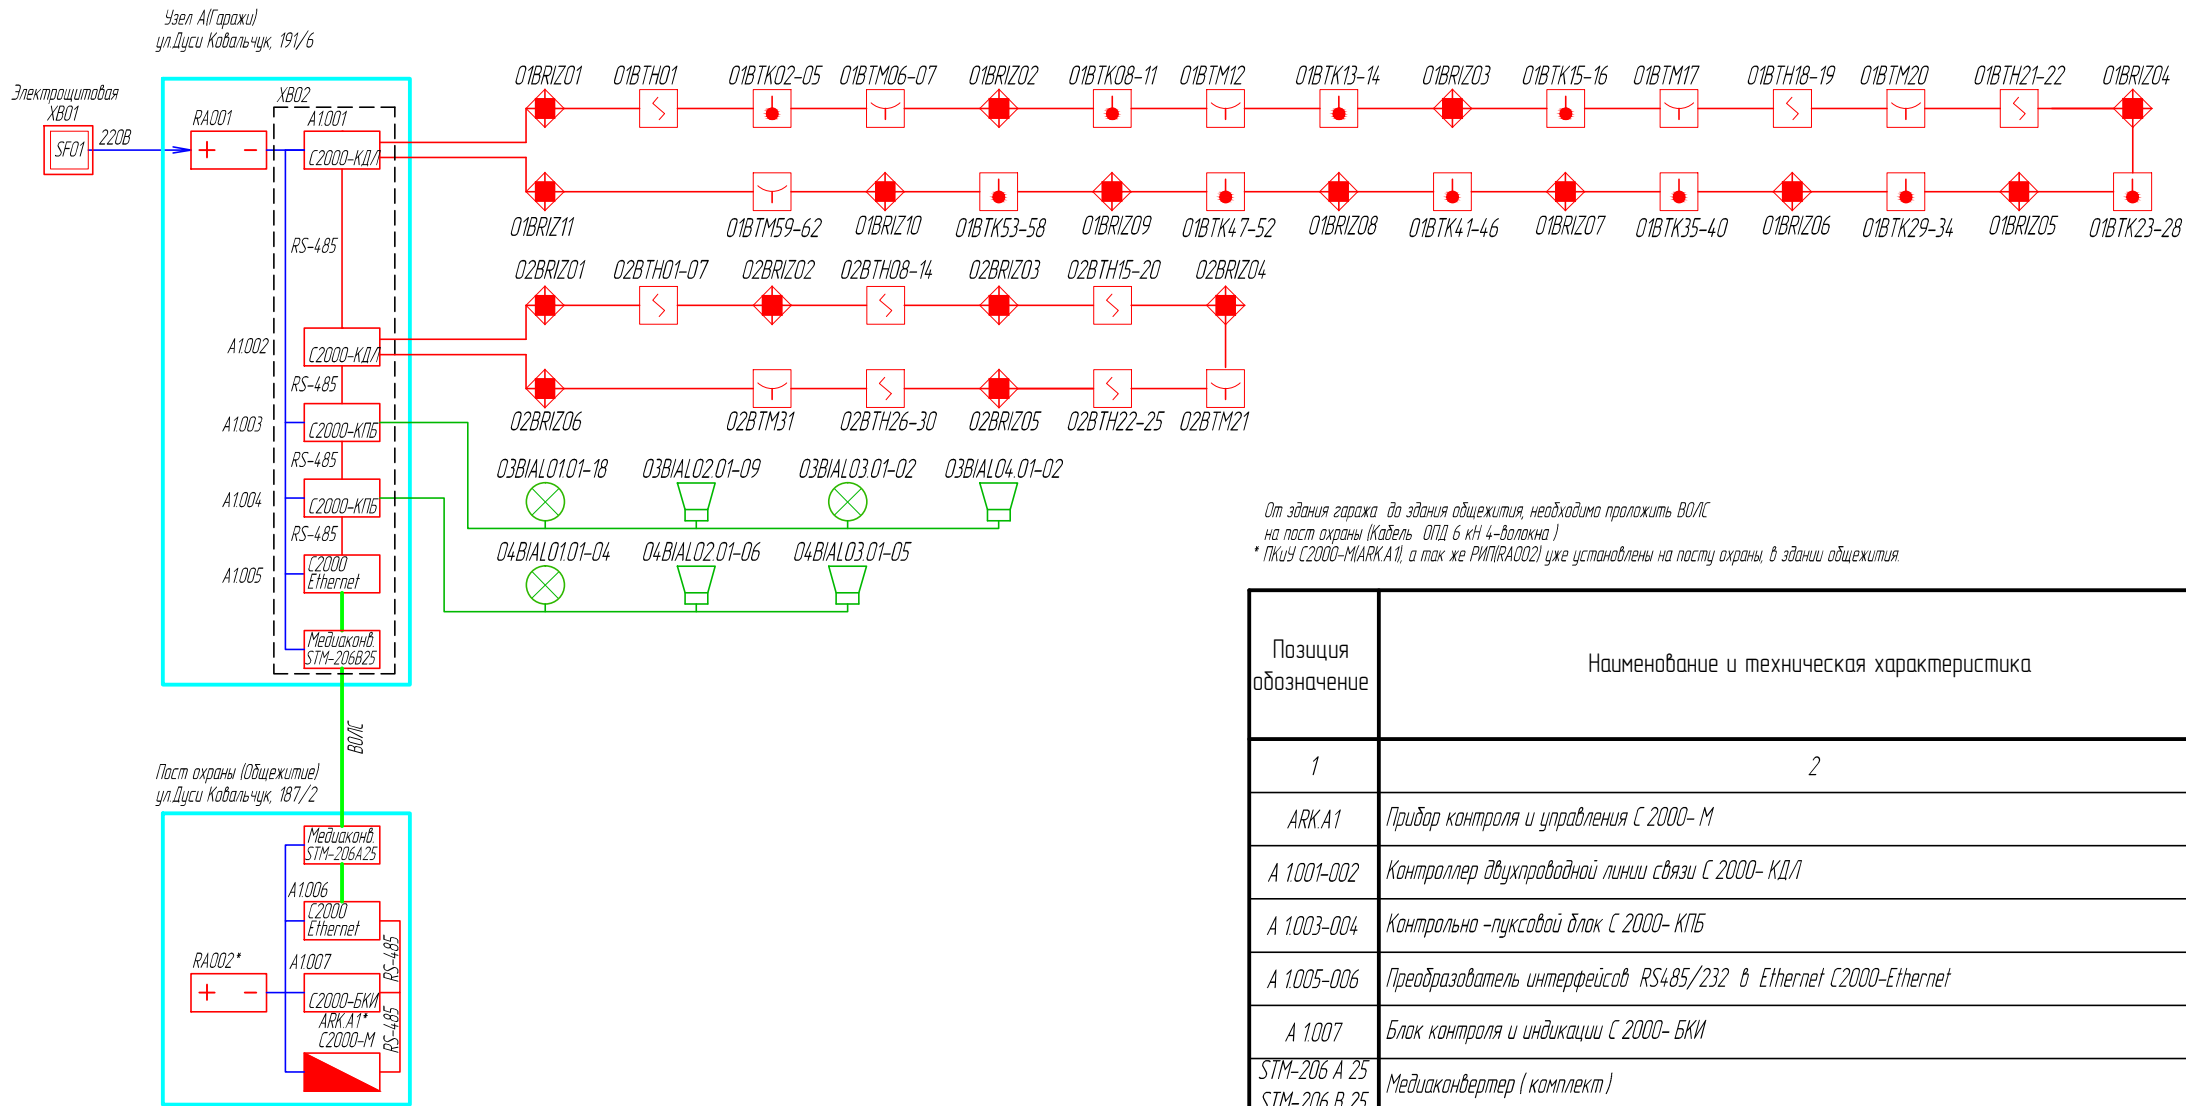 Узел А(Гаражи)
ул.Дуси Ковальчук, 191/6
Электрощитовая
XB01
SF01
220В
RA001
XB02
A1.001
С2000-КДЛ
RS-485
A1.002
С2000-КДЛ
RS-485
A1.003
С2000-КПБ
RS-485
A1.004
С2000-КПБ
RS-485
A1.005
С2000
Ethernet
Медиаконв.
STM-206B25
ВОЛС
01BRIZ01 01BTH01 01BTK02-05 01BTM06-07 01BRIZ02 01BTK08-11 01BTM12 01BTK13-14 01BRIZ03 01BTK15-16 01BTM17 01BTH18-19 01BTM20 01BTH21-22 01BRIZ04
01BRIZ11 01BTM59-62 01BRIZ10 01BTK53-58 01BRIZ09 01BTK47-52 01BRIZ08 01BTK41-46 01BRIZ07 01BTK35-40 01BRIZ06 01BTK29-34 01BRIZ05 01BTK23-28
02BRIZ01 02BTH01-07 02BRIZ02 02BTH08-14 02BRIZ03 02BTH15-20 02BRIZ04
02BRIZ06 02BTM31 02BTH26-30 02BRIZ05 02BTH22-25 02BTM21
03BIAL01.01-18 03BIAL02.01-09 03BIAL03.01-02 03BIAL04.01-02
04BIAL01.01-04 04BIAL02.01-06 04BIAL03.01-05
Пост охраны (Общежитие)
ул.Дуси Ковальчук, 187/2
Медиаконв.
STM-206A25
A1.006
С2000
Ethernet
RS-485
RA002*
A1.007
С2000-БКИ
RS-485
ARK.A1*
С2000-М
От здания гаража до здания общежития, необходимо проложить ВОЛС
на пост охраны (Кабель ОПД 6 кН 4-волокна )
* ПКиУ С2000-М(ARK.A1), а так же РИП(RA002) уже установлены на посту охраны, в здании общежития.
Позиция
обозначение
Наименование и техническая характеристика
1 2
ARK.A1 Прибор контроля и управления С 2000- М
А 1.001-002 Контроллер двухпроводной линии связи С 2000- КДЛ
А 1.003-004 Контрольно -пуксовой блок С 2000- КПБ
А 1.005-006 Преобразователь интерфейсов RS485/232 в Ethernet С2000-Ethernet
А 1.007 Блок контроля и индикации С 2000- БКИ
STM-206 A 25
STM-206 B 25
Медиаконвертер ( комплект )